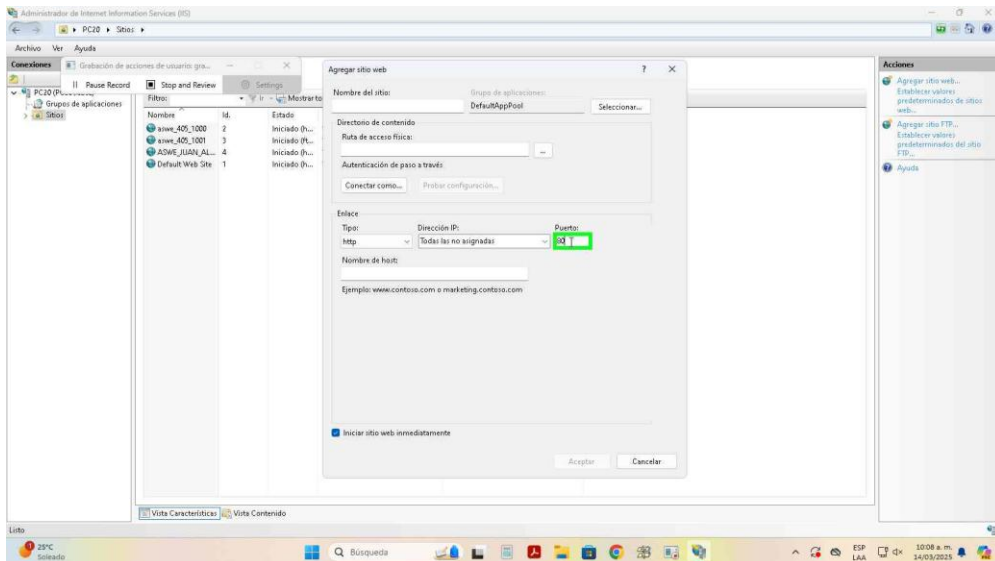 Administrador de Internet Information Services (IIS)
PC20 ▸ Sitios ▸
Archivo Ver Ayuda
Conexiones
Grabación de acciones de usuario: gra...
Pause Record Stop and Review Settings
PC20
Grupos de aplicaciones
Sitios
Filtro: Ir Mostrar to
Nombre Id. Estado
aswe_405_1000 2 Iniciado (h...
aswe_405_1001 3 Iniciado (ft...
ASWE_JUAN_AL... 4 Iniciado (h...
Default Web Site 1 Iniciado (h...
Agregar sitio web ?
Nombre del sitio: Grupo de aplicaciones:
DefaultAppPool Seleccionar...
Directorio de contenido
Ruta de acceso física:
...
Autenticación de paso a través
Conectar como... Probar configuración...
Enlace
Tipo: Dirección IP: Puerto:
http Todas las no asignadas 80
Nombre de host:
Ejemplo: www.contoso.com o marketing.contoso.com
Iniciar sitio web inmediatamente
Aceptar Cancelar
Acciones
Agregar sitio web...
Establecer valores
predeterminados de sitios
web...
Agregar sitio FTP...
Establecer valores
predeterminados del sitio
FTP...
Ayuda
Vista Características Vista Contenido
Listo
25°C
Soleado
Búsqueda
ESP
LAA
10:08 a. m.
14/03/2025